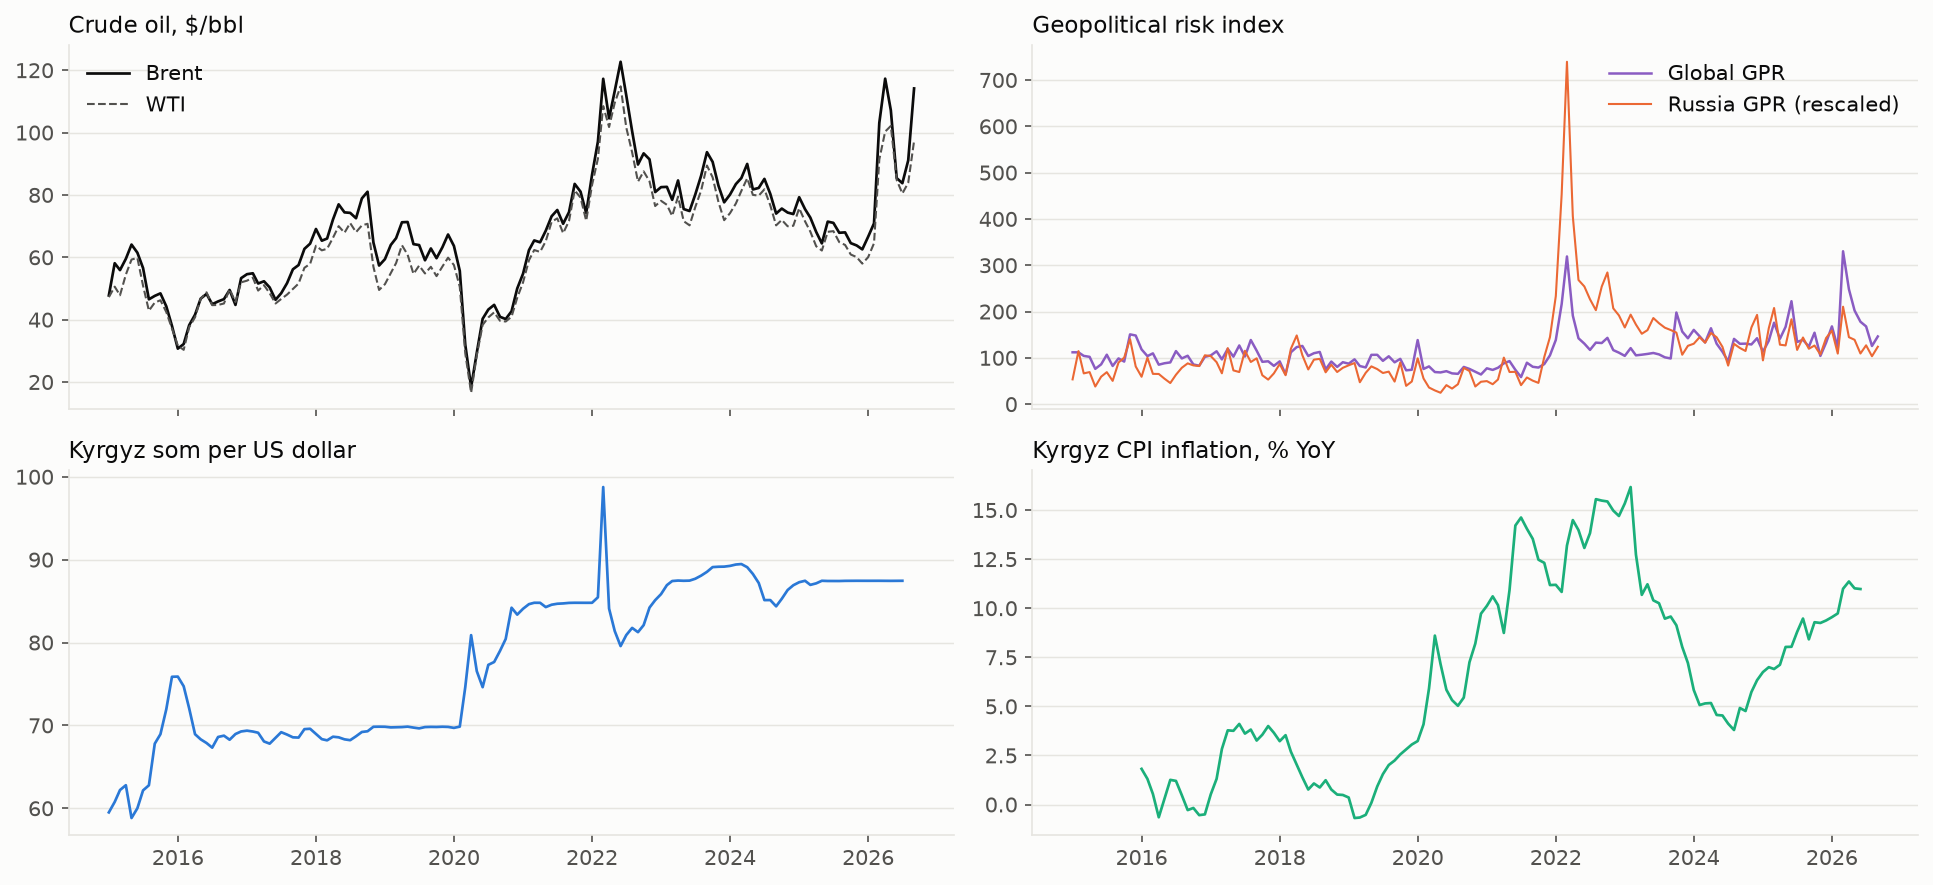 Crude oil, $/bbl
120
100
80
60
40
20
Brent
WTI
Geopolitical risk index
700
600
500
400
300
200
100
0
Global GPR
Russia GPR (rescaled)
Kyrgyz som per US dollar
100
90
80
70
60
2016 2018 2020 2022 2024 2026
Kyrgyz CPI inflation, % YoY
15.0
12.5
10.0
7.5
5.0
2.5
0.0
2016 2018 2020 2022 2024 2026